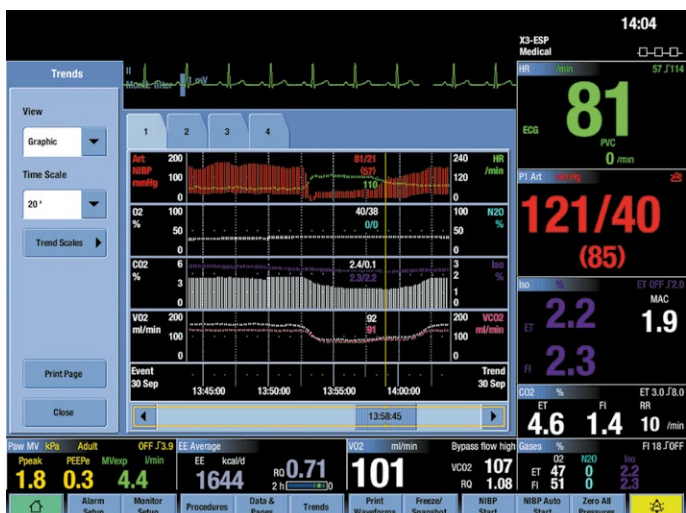 14:04
X3-ESP
Medical
HR /min 57 114
81
ECG
PVC
0 /min
P1 Art mmHg
121/40
(85)
Iso % ET OFF 2.0
MAC
ET 2.2 1.9
FI 2.3
CO2 % ET 3.0 8.0
ET FI RR
4.6 1.4 10 /min
II
1 mV
Trends
View
Graphic
Time Scale
20 '
Trend Scales
Print Page
Close
1 2 3 4
Art 200 81/21 240 HR
NIBP 100 (57) 120 /min
mmHg 110
0 0
O2 100 40/38 100 N2O
% 50 0/0 50 %
0 0
CO2 6 2.4/0.1 3 Iso
% 3 2.3/2.2 2 %
1
0 0
VO2 200 92 200 VCO2
ml/min 100 91 100 ml/min
0 0
Event Trend
30 Sep 13:45:00 13:50:00 13:55:00 14:00:00 30 Sep
13:58:45
Paw MV kPa Adult OFF 3.9
Ppeak PEEPe MVexp l/min
1.8 0.3 4.4
EE Average
EE kcal/d
1644 RQ 0.71
2 h 0
VO2 ml/min Bypass flow high
101 VCO2 107
RQ 1.08
Gases % FI 18 OFF
O2 N2O Iso
ET 47 0 2.2
FI 51 0 2.3
Alarm Setup
Monitor Setup
Procedures
Data & Pages
Trends
Print Waveforms
Freeze/ Snapshot
NIBP Start
NIBP Auto Start
Zero All Pressures